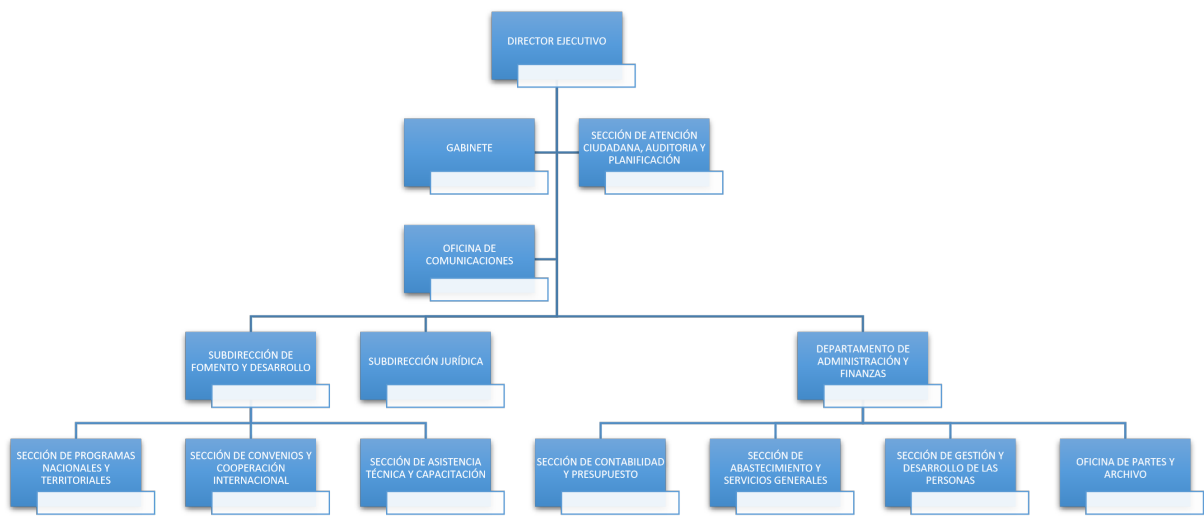 DIRECTOR EJECUTIVO
GABINETE
SECCIÓN DE ATENCIÓN
CIUDADANA, AUDITORIA Y
PLANIFICACIÓN
OFICINA DE
COMUNICACIONES
SUBDIRECCIÓN DE
FOMENTO Y DESARROLLO
SUBDIRECCIÓN JURÍDICA
DEPARTAMENTO DE
ADMINISTRACIÓN Y
FINANZAS
SECCIÓN DE PROGRAMAS
NACIONALES Y
TERRITORIALES
SECCIÓN DE CONVENIOS Y
COOPERACIÓN
INTERNACIONAL
SECCIÓN DE ASISTENCIA
TÉCNICA Y CAPACITACIÓN
SECCIÓN DE CONTABILIDAD
Y PRESUPUESTO
SECCIÓN DE
ABASTECIMIENTO Y
SERVICIOS GENERALES
SECCIÓN DE GESTIÓN Y
DESARROLLO DE LAS
PERSONAS
OFICINA DE PARTES Y
ARCHIVO